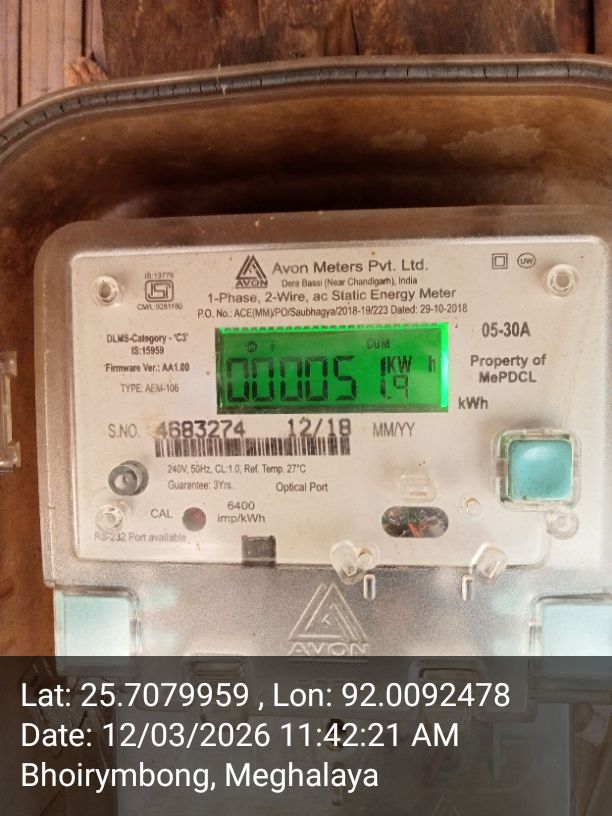 IS:13779
ISI
CM/L:9281180
AVON
Avon Meters Pvt. Ltd.
Dera Bassi (Near Chandigarh), India
UW
1-Phase, 2-Wire, ac Static Energy Meter
P.O. No.: ACE(MM)/PO/Saubhagya/2018-19/223 Dated: 29-10-2018
DLMS-Category - 'C3'
IS:15959
Firmware Ver.: AA1.00
TYPE: AEM-106
CUM
000051.9 KW h
05-30A
Property of
MePDCL
kWh
S.NO. 4683274 12/18 MM/YY
240V, 50Hz, CL:1.0, Ref. Temp. 27°C
Guarantee: 3Yrs. Optical Port
CAL 6400
imp/kWh
RS-232 Port available
AVON
Lat: 25.7079959 , Lon: 92.0092478
Date: 12/03/2026 11:42:21 AM
Bhoirymbong, Meghalaya